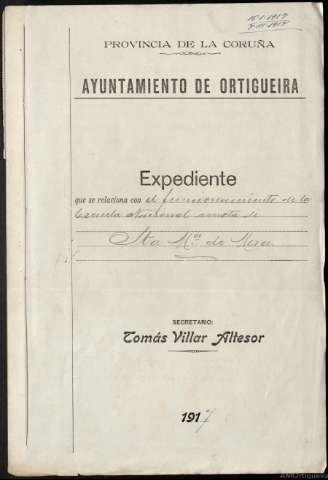 PROVINCIA DE LA CORUÑA
AYUNTAMIENTO DE ORTIGUEIRA
Expediente
que se relaciona con el funcionamiento de la
Escuela Nacional mixta de
Sta Mª de Mera
SECRETARIO:
Tomás Villar Altesor
1917